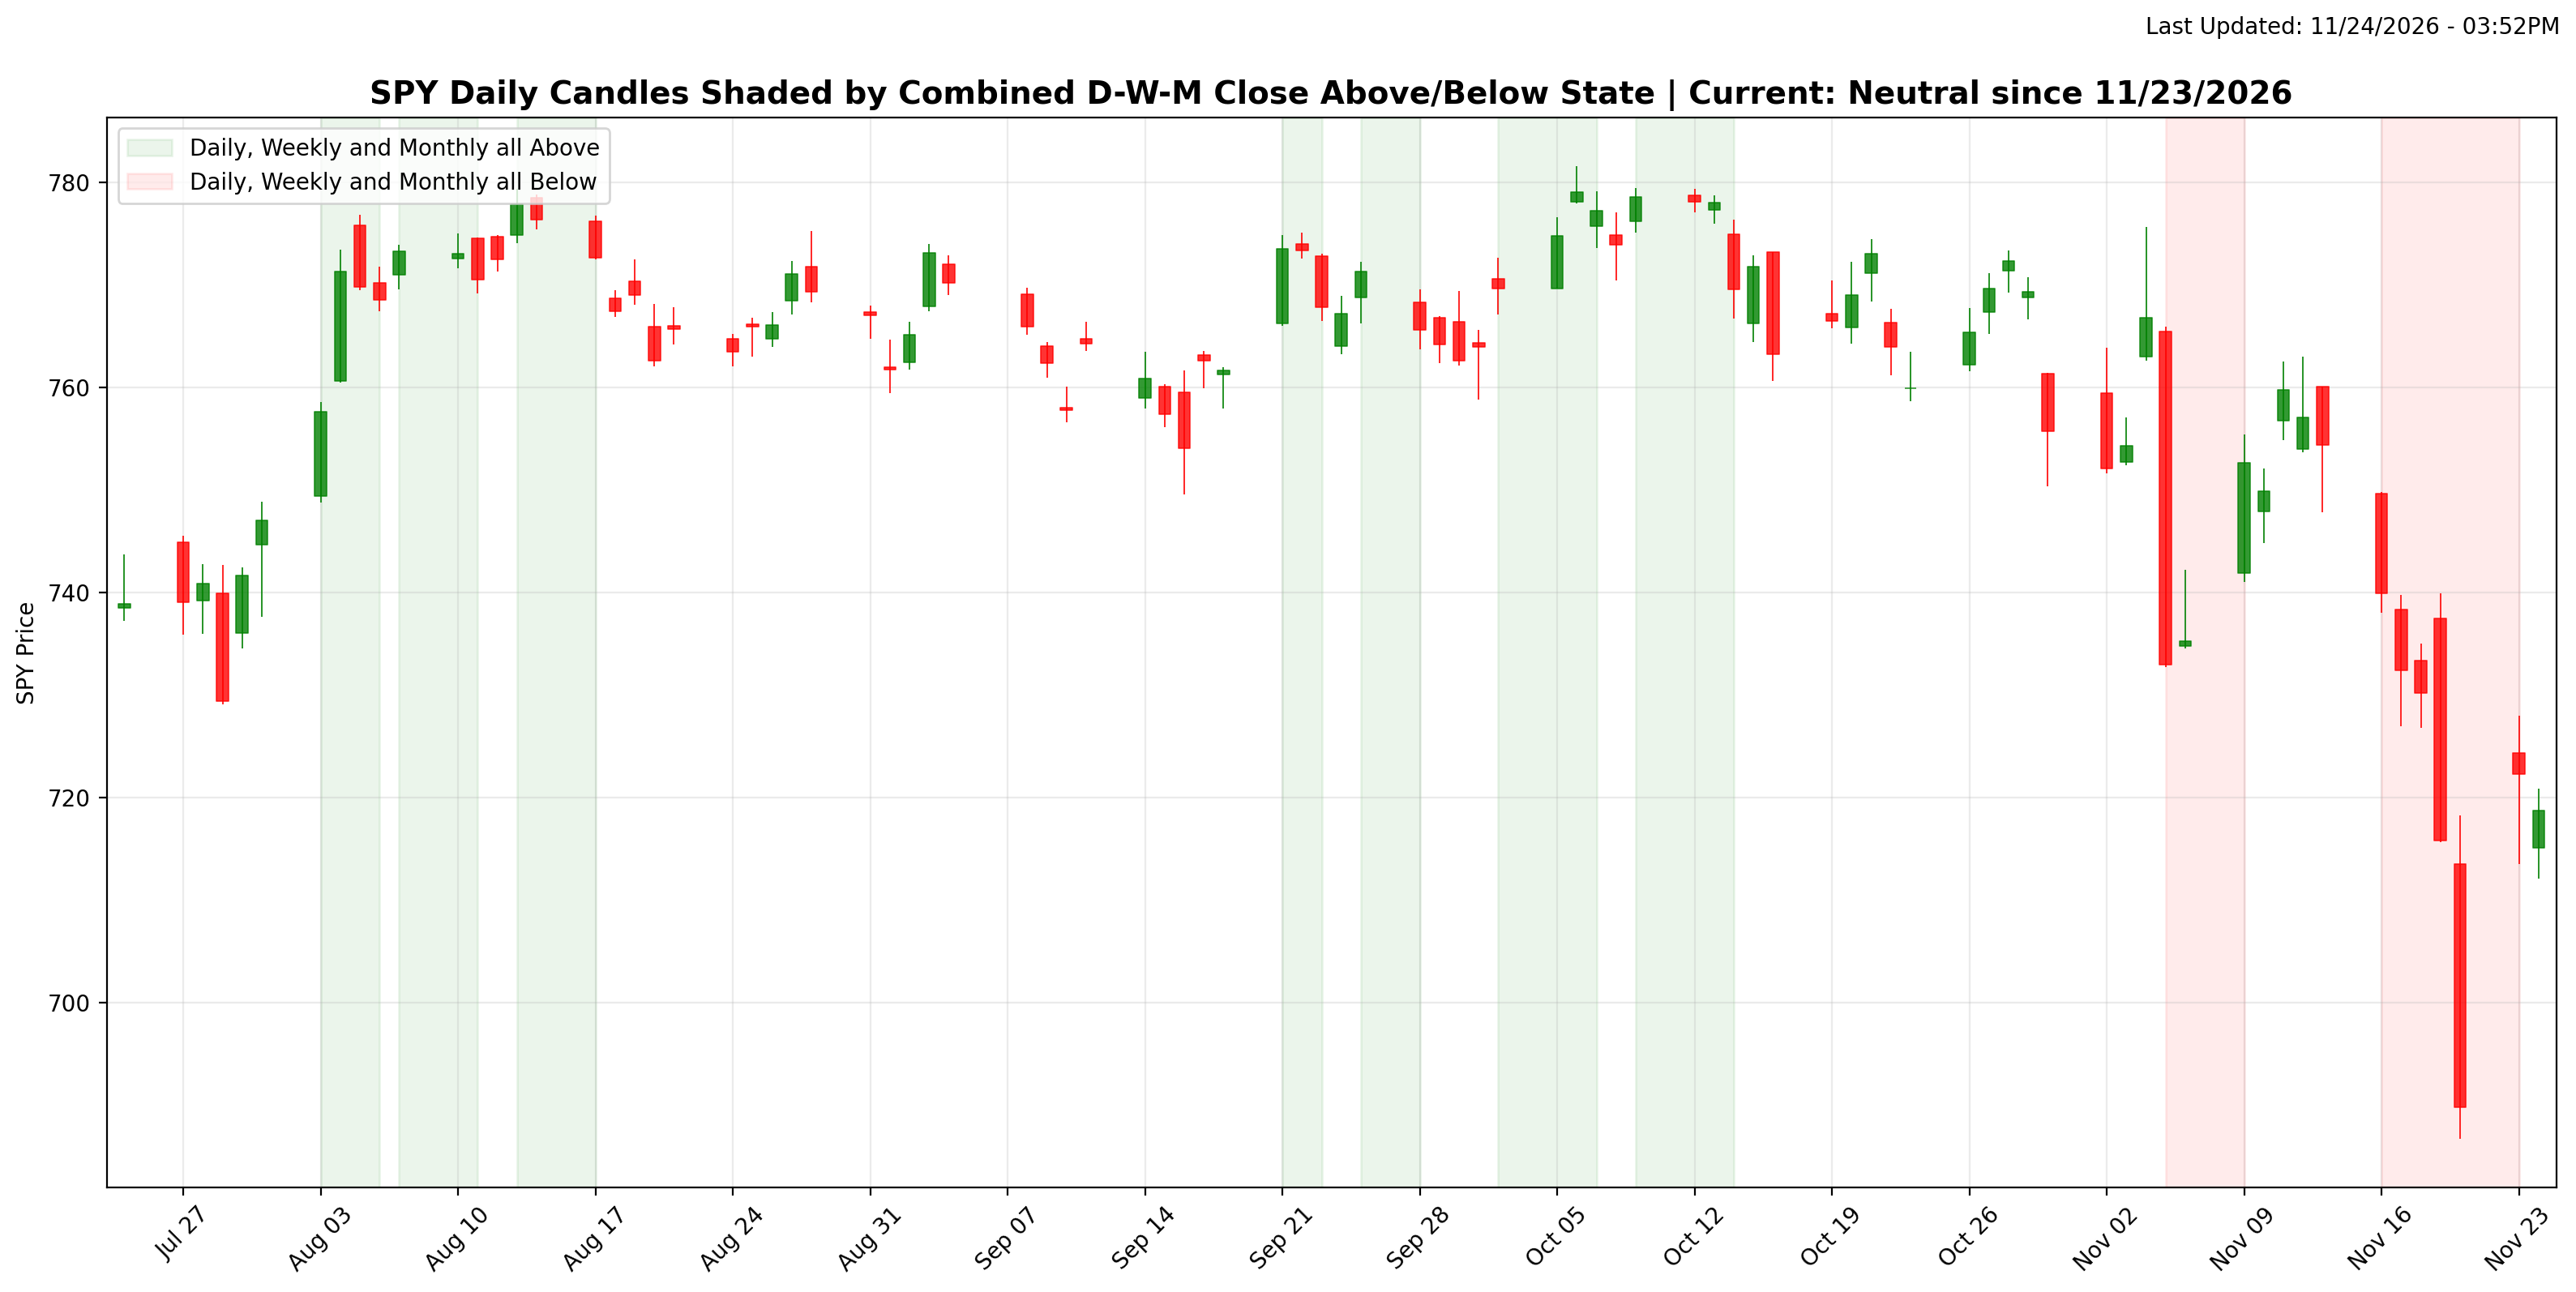 Last Updated: 11/24/2026 - 03:52PM
SPY Daily Candles Shaded by Combined D-W-M Close Above/Below State | Current: Neutral since 11/23/2026
Daily, Weekly and Monthly all Above
Daily, Weekly and Monthly all Below
SPY Price
780
760
740
720
700
Jul 27
Aug 03
Aug 10
Aug 17
Aug 24
Aug 31
Sep 07
Sep 14
Sep 21
Sep 28
Oct 05
Oct 12
Oct 19
Oct 26
Nov 02
Nov 09
Nov 16
Nov 23